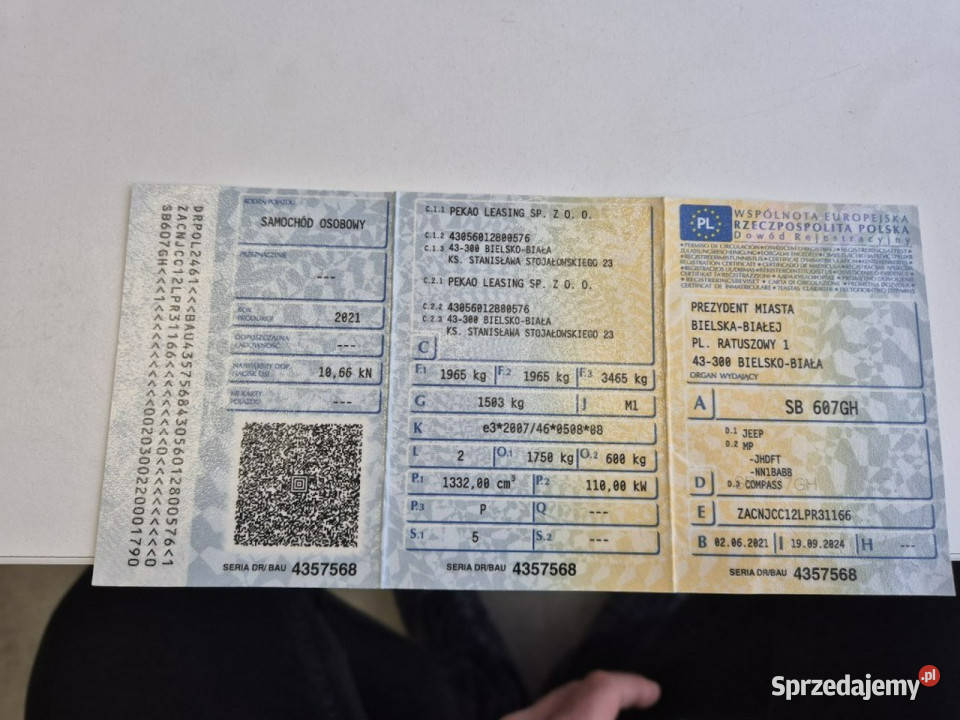 DRPOL2461<<BAU43575684305601280057 6<1
ZACNJCC12LPR31166<<<<<<
SB607GH<<1<<<<<<<<<<
RODZAJ POJAZDU
SAMOCHÓD OSOBOWY
PRZEZNACZENIE
---
ROK PRODUKCJI 2021
DOPUSZCZALNA ŁADOWNOŚĆ ---
NAJWIĘKSZY DOP. NACISK OSI 10,66 kN
NR KARTY POJAZDU ---
SERIA DR/BAU 4357568
C.1.1 PEKAO LEASING SP. Z O. O.
C.1.2 43056012800576
C.1.3 43-300 BIELSKO-BIAŁA
KS. STANISŁAWA STOJAŁOWSKIEGO 23
C.2.1 PEKAO LEASING SP. Z O. O.
C.2.2 43056012800576
C.2.3 43-300 BIELSKO-BIAŁA
KS. STANISŁAWA STOJAŁOWSKIEGO 23
C
F.1 1965 kg F.2 1965 kg F.3 3465 kg
G 1503 kg J M1
K e3*2007/46*0508*08
L 2 O.1 1750 kg O.2 600 kg
P.1 1332,00 cm³ P.2 110,00 kW
P.3 P Q ---
S.1 5 S.2 ---
SERIA DR/BAU 4357568
PL
WSPÓLNOTA EUROPEJSKA
RZECZPOSPOLITA POLSKA
Dowód Rejestracyjny
PREZYDENT MIASTA
BIELSKA-BIAŁEJ
PL. RATUSZOWY 1
43-300 BIELSKO-BIAŁA
ORGAN WYDAJĄCY
A SB 607GH
D.1 JEEP
D.2 MP
-JHDFT
-NN1BABB
D
D.3 COMPASS
GH
E ZACNJCC12LPR31166
B 02.06.2021 I 19.09.2024 H ---
SERIA DR/BAU 4357568
Sprzedajemy.pl